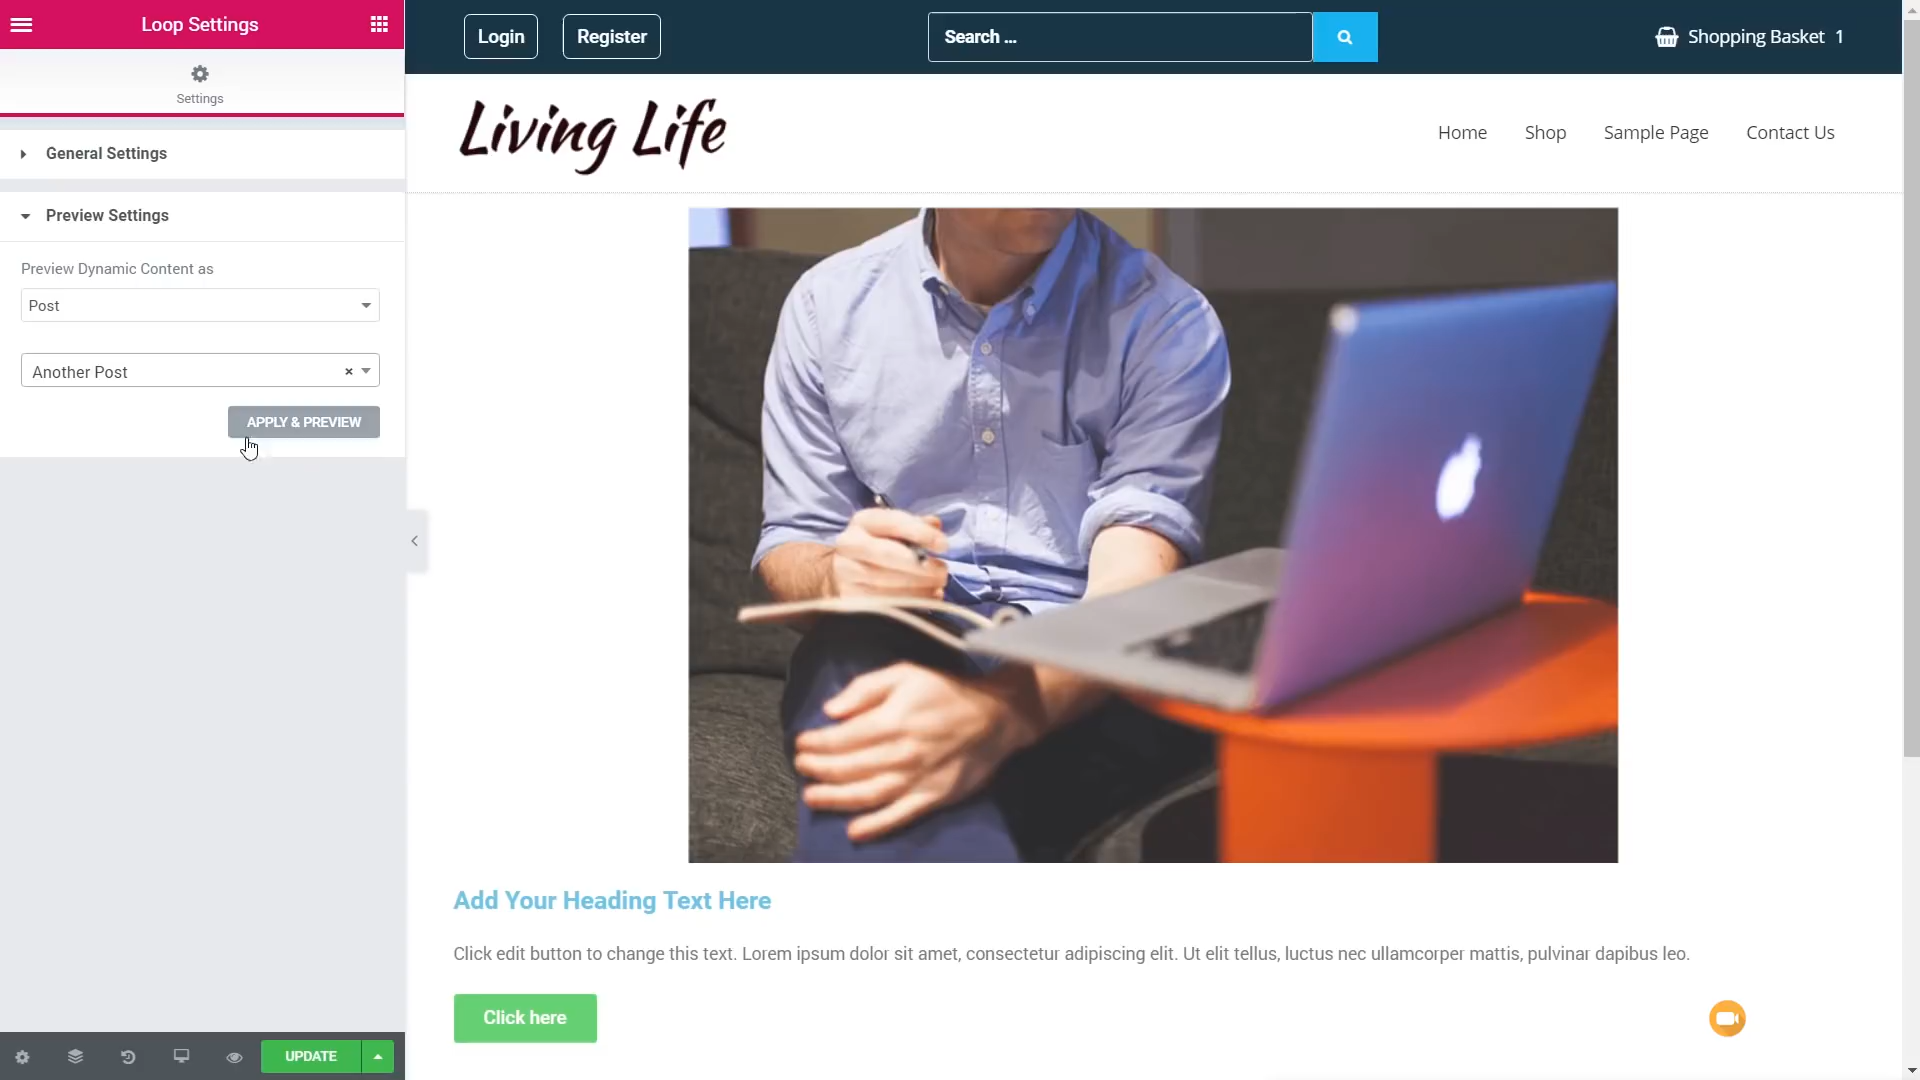 Loop Settings
Settings
General Settings
Preview Settings
Preview Dynamic Content as
Post
Another Post ×
APPLY & PREVIEW
UPDATE
Login Register Search ... Shopping Basket 1
Living Life
Home Shop Sample Page Contact Us
Add Your Heading Text Here
Click edit button to change this text. Lorem ipsum dolor sit amet, consectetur adipiscing elit. Ut elit tellus, luctus nec ullamcorper mattis, pulvinar dapibus leo.
Click here